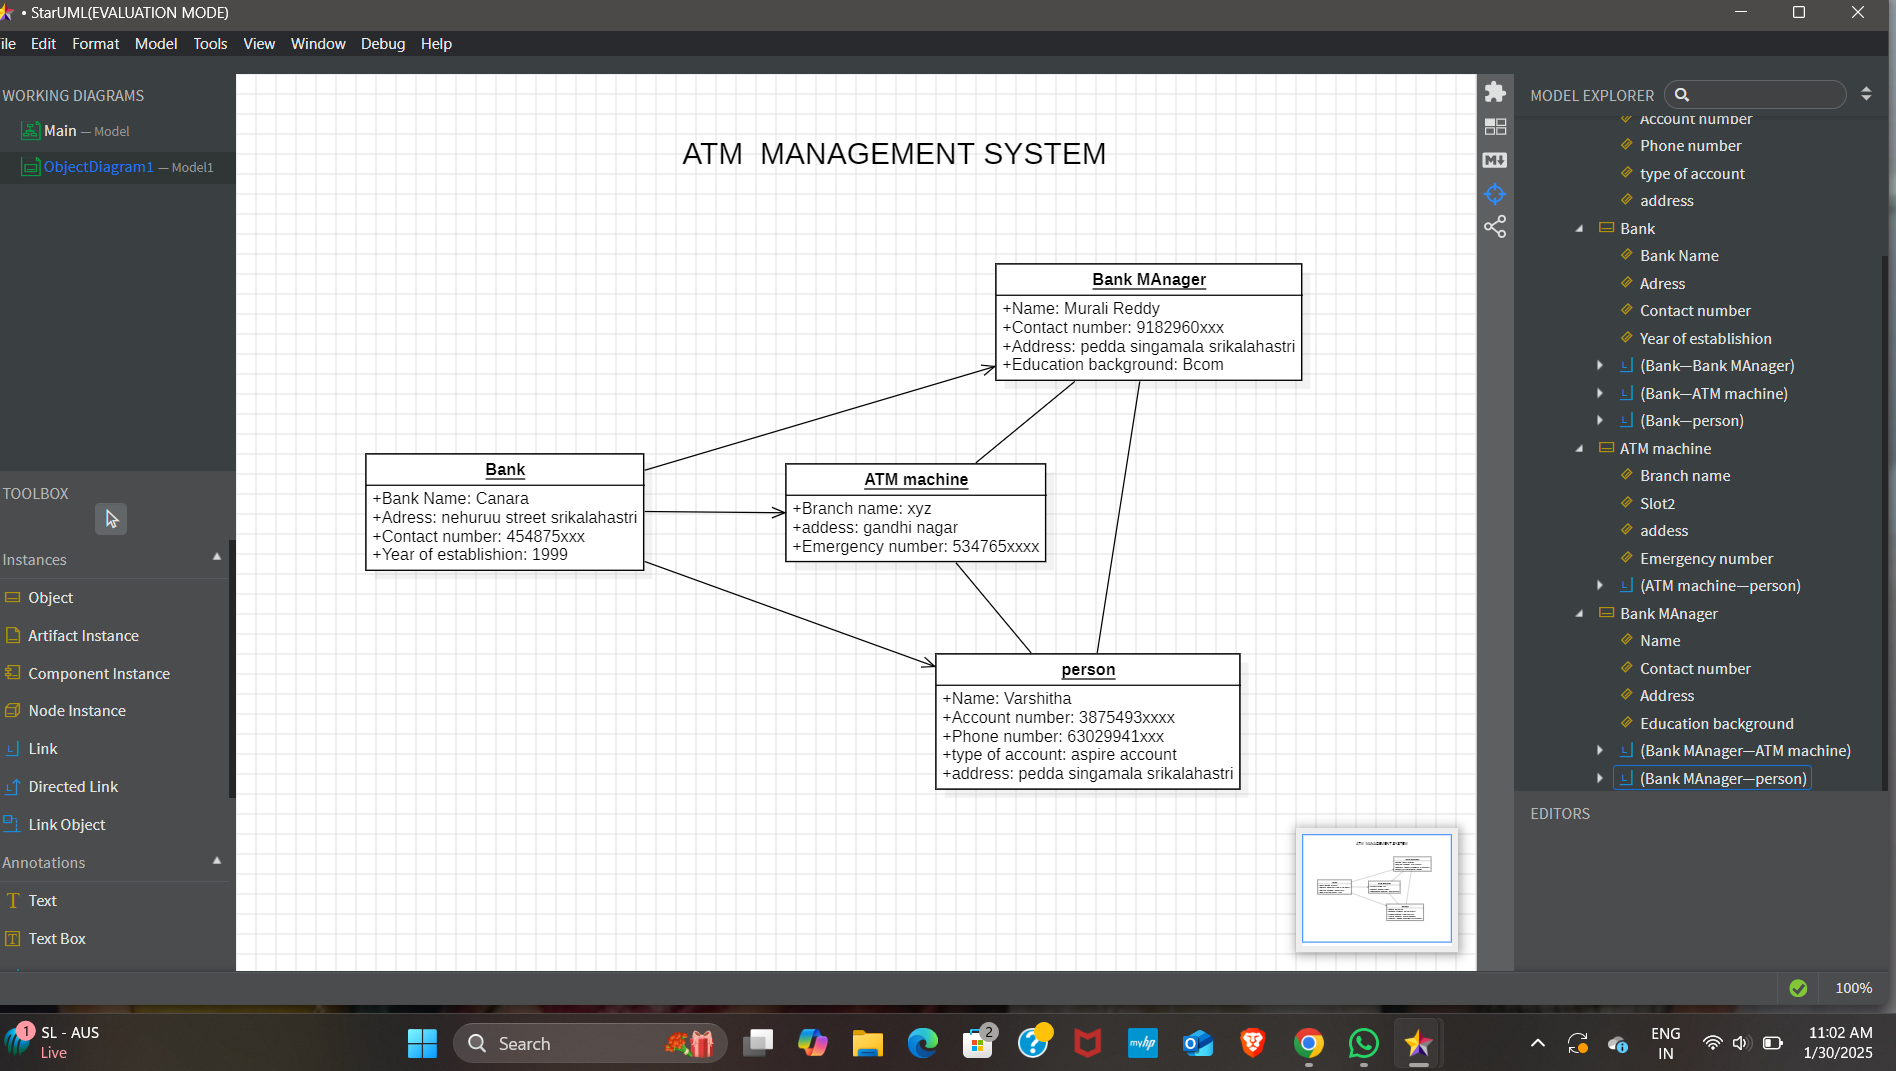 • StarUML(EVALUATION MODE)
ile Edit Format Model Tools View Window Debug Help
WORKING DIAGRAMS
Main — Model
ObjectDiagram1 — Model1
TOOLBOX
Instances
Object
Artifact Instance
Component Instance
Node Instance
Link
Directed Link
Link Object
Annotations
Text
Text Box
ATM MANAGEMENT SYSTEM
Bank MAnager
+Name: Murali Reddy
+Contact number: 9182960xxx
+Address: pedda singamala srikalahastri
+Education background: Bcom
Bank
+Bank Name: Canara
+Adress: nehuruu street srikalahastri
+Contact number: 454875xxx
+Year of establishion: 1999
ATM machine
+Branch name: xyz
+addess: gandhi nagar
+Emergency number: 534765xxxx
person
+Name: Varshitha
+Account number: 3875493xxxx
+Phone number: 63029941xxx
+type of account: aspire account
+address: pedda singamala srikalahastri
MODEL EXPLORER
Account number
Phone number
type of account
address
Bank
Bank Name
Adress
Contact number
Year of establishion
(Bank—Bank MAnager)
(Bank—ATM machine)
(Bank—person)
ATM machine
Branch name
Slot2
addess
Emergency number
(ATM machine—person)
Bank MAnager
Name
Contact number
Address
Education background
(Bank MAnager—ATM machine)
(Bank MAnager—person)
EDITORS
100%
1
SL - AUS
Live
Search
2
myhp
ENG
IN
11:02 AM
1/30/2025